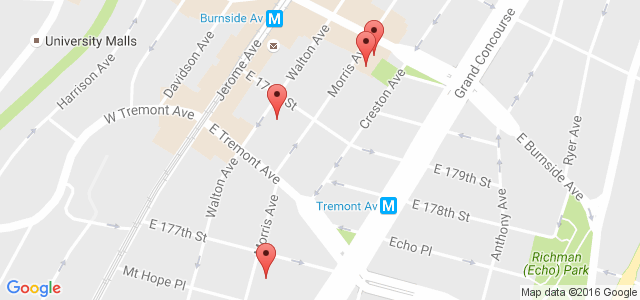 Burnside Av M
University Malls
Harrison Ave
Davidson Ave
Jerome Ave
Walton Ave
Morris A
Creston Ave
Grand Concourse
W Tremont Ave
E 179th St
E Tremont Ave
E Burnside Ave
Ryer Ave
E 179th St
Walton Ave
Morris Ave
Tremont Av M
E 178th St
Anthony Ave
E 177th St
Echo Pl
Mt Hope Pl
Richman
(Echo) Park
Google
Map data ©2016 Google